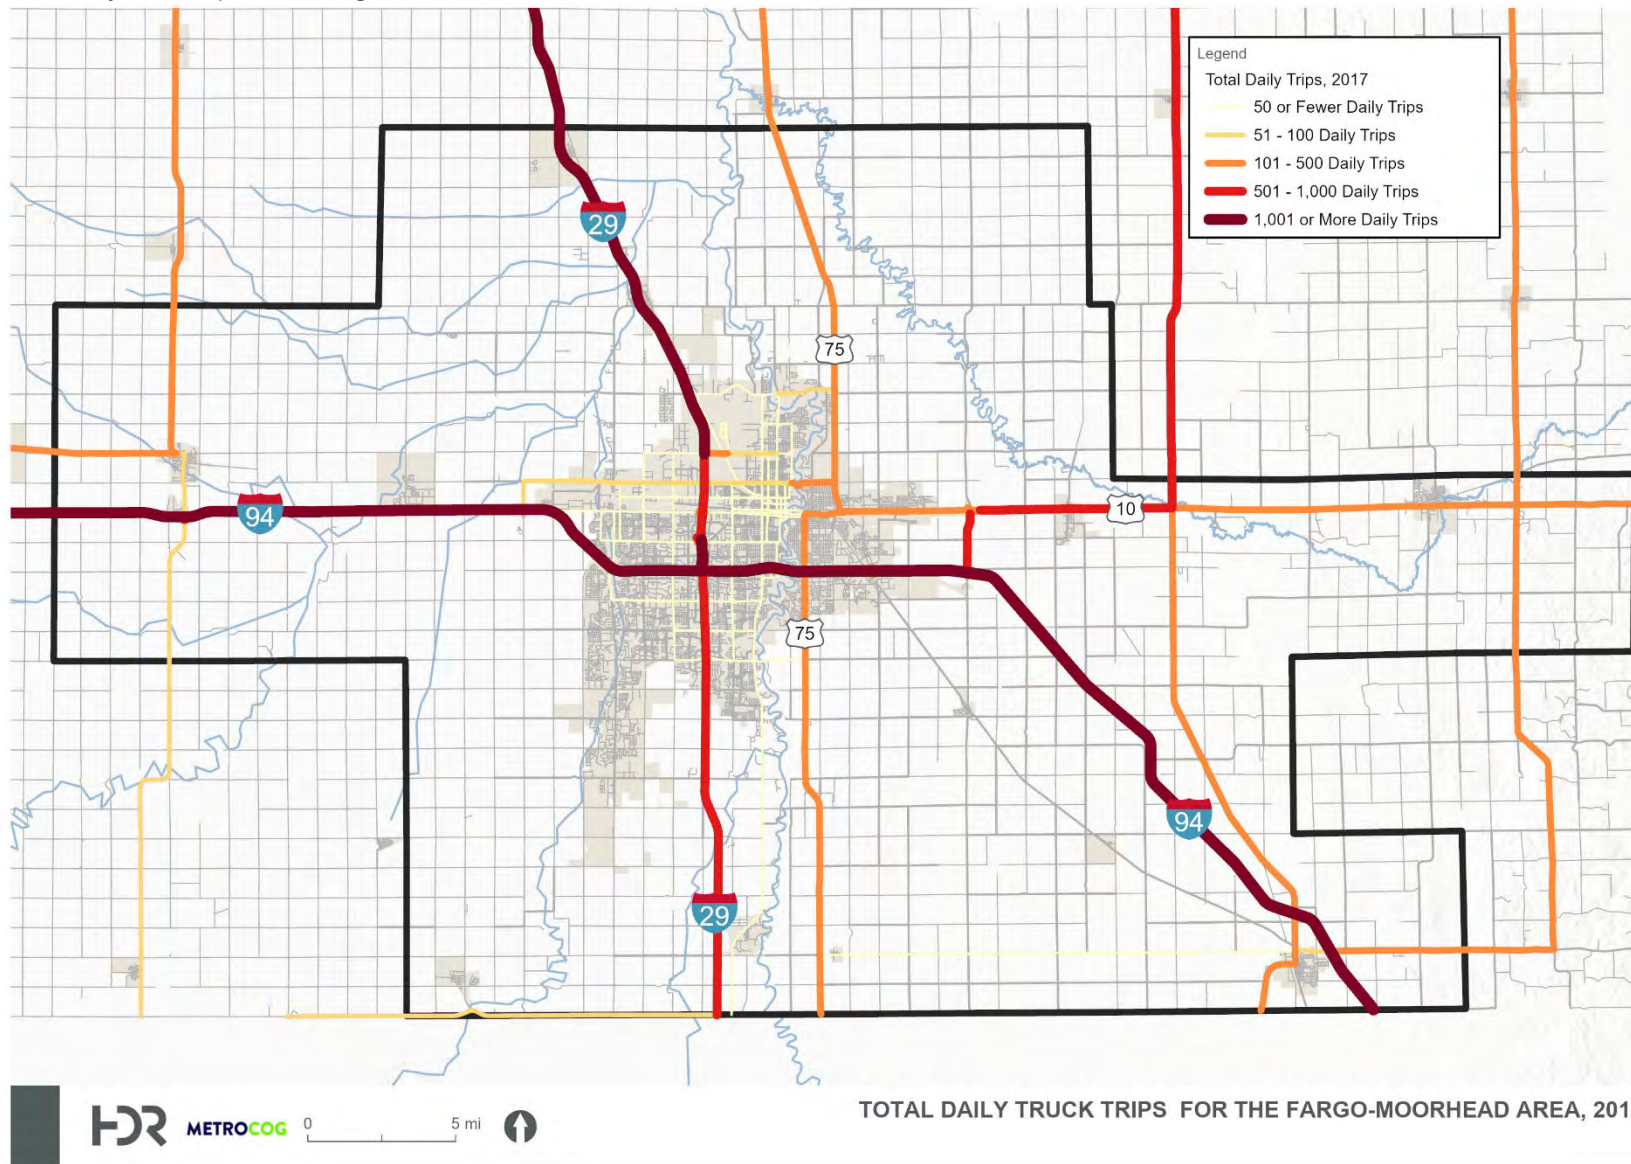 Legend
Total Daily Trips, 2017
50 or Fewer Daily Trips
51 - 100 Daily Trips
101 - 500 Daily Trips
501 - 1,000 Daily Trips
1,001 or More Daily Trips
29
75
94
10
75
94
29
HDR METROCOG 0 5 mi
TOTAL DAILY TRUCK TRIPS FOR THE FARGO-MOORHEAD AREA, 201